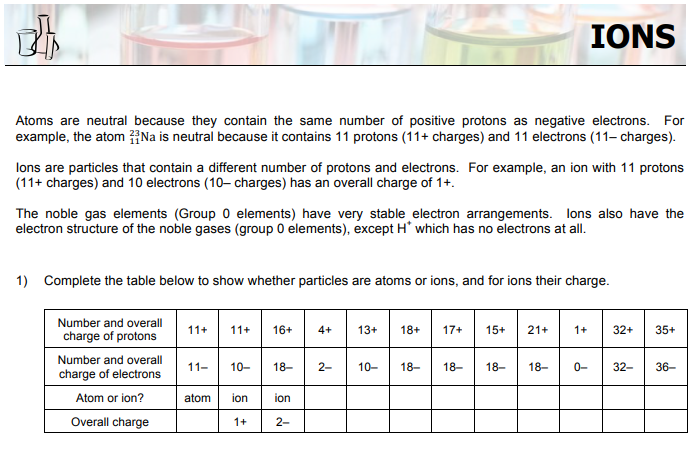 IONS
Atoms are neutral because they contain the same number of positive protons as negative electrons. For
example, the atom ²³₁₁Na is neutral because it contains 11 protons (11+ charges) and 11 electrons (11– charges).
Ions are particles that contain a different number of protons and electrons. For example, an ion with 11 protons
(11+ charges) and 10 electrons (10– charges) has an overall charge of 1+.
The noble gas elements (Group 0 elements) have very stable electron arrangements. Ions also have the
electron structure of the noble gases (group 0 elements), except H⁺ which has no electrons at all.
1) Complete the table below to show whether particles are atoms or ions, and for ions their charge.
Number and overall
charge of protons 11+ 11+ 16+ 4+ 13+ 18+ 17+ 15+ 21+ 1+ 32+ 35+
Number and overall
charge of electrons 11– 10– 18– 2– 10– 18– 18– 18– 18– 0– 32– 36–
Atom or ion? atom ion ion
Overall charge 1+ 2–